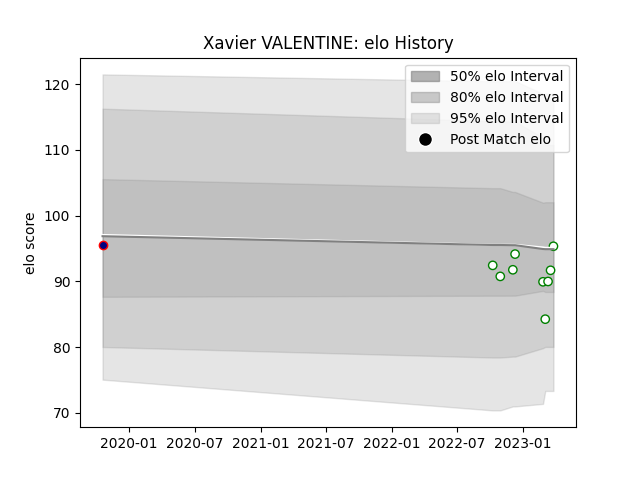 Xavier VALENTINE: elo History
50% elo Interval
80% elo Interval
95% elo Interval
Post Match elo
elo score
120
110
100
90
80
70
2020-01 2020-07 2021-01 2021-07 2022-01 2022-07 2023-01